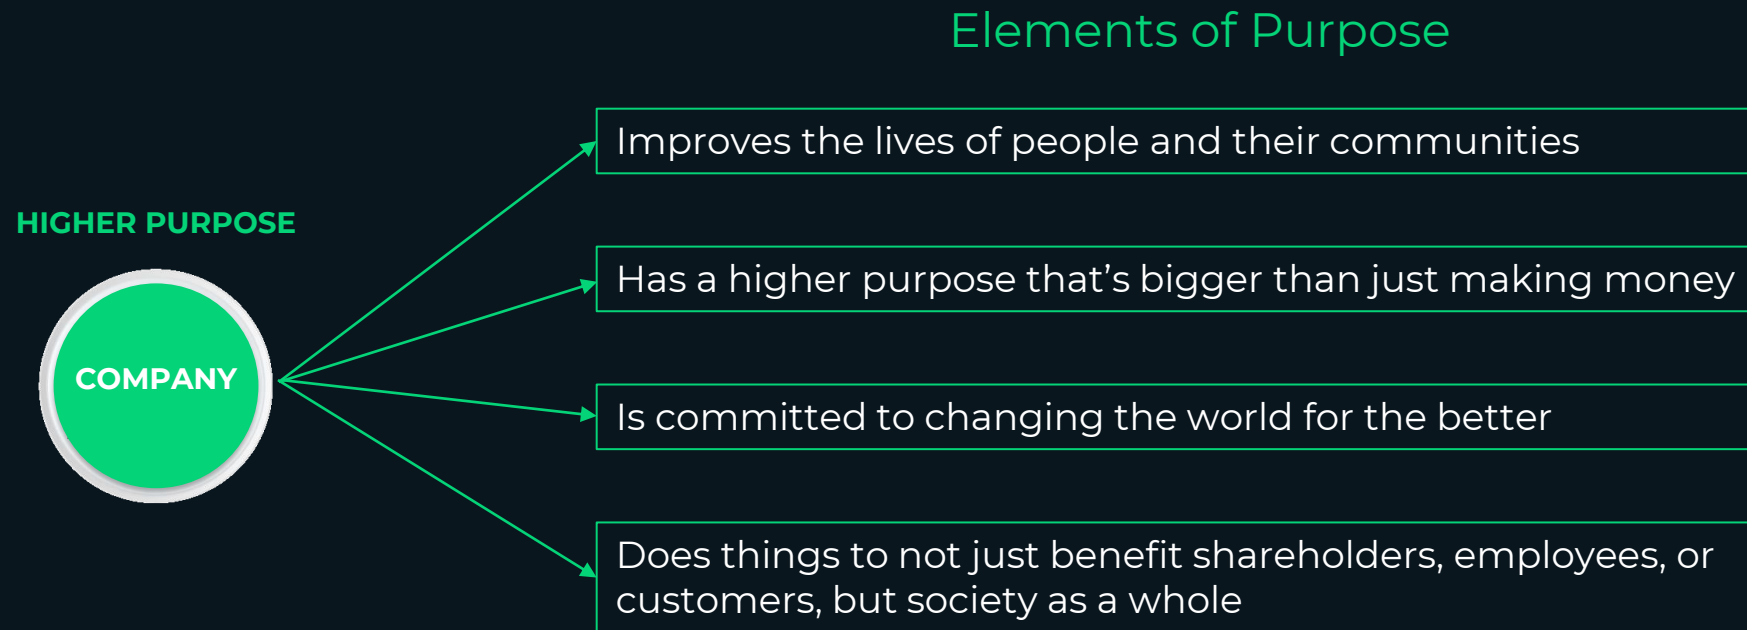 Elements of Purpose
HIGHER PURPOSE
COMPANY
Improves the lives of people and their communities
Has a higher purpose that’s bigger than just making money
Is committed to changing the world for the better
Does things to not just benefit shareholders, employees, or
customers, but society as a whole